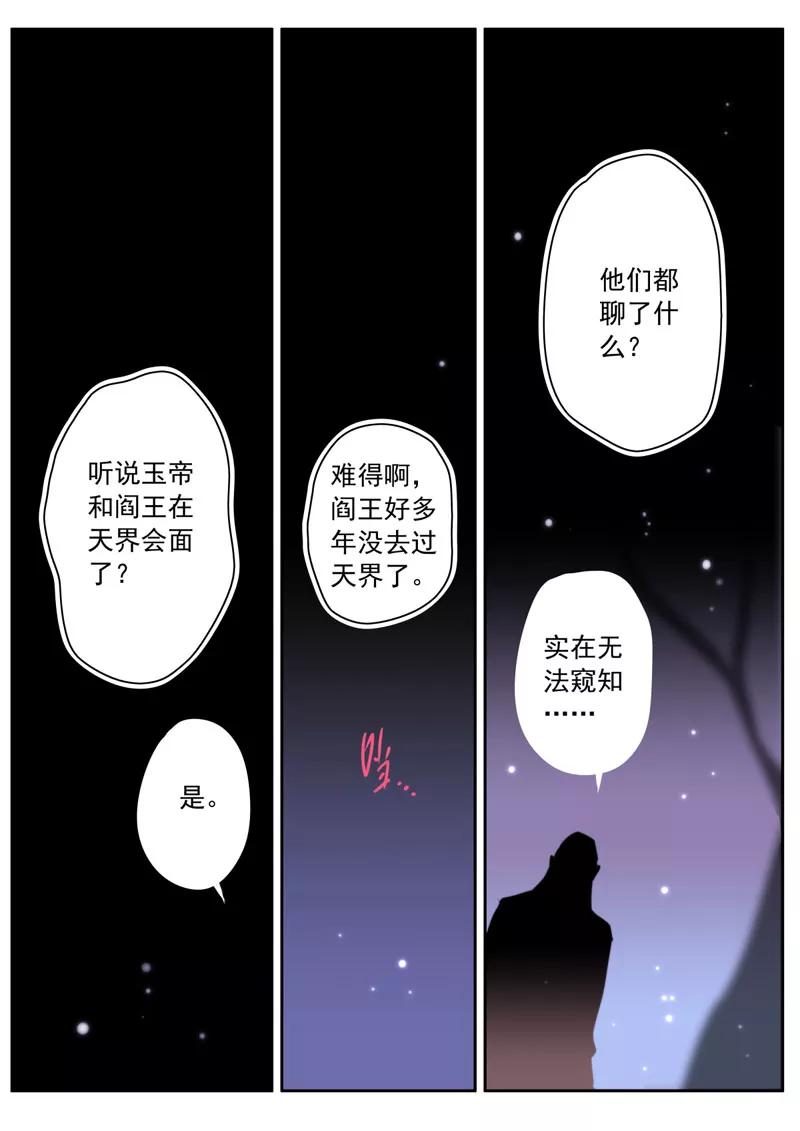 听说玉帝
和阎王在
天界会面
了？
是。
难得啊，
阎王好多
年没去过
天界了。
他们都
聊了什
么？
实在无
法窥知
……